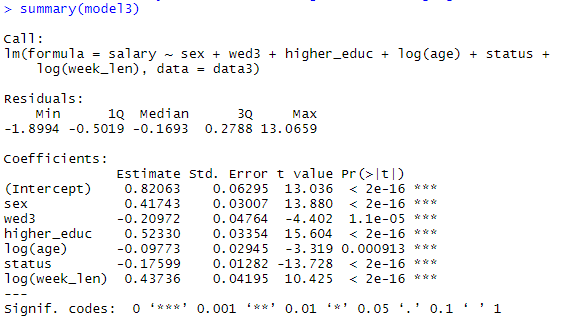 > summary(model3)
Call:
lm(formula = salary ~ sex + wed3 + higher_educ + log(age) + status +
    log(week_len), data = data3)
Residuals:
    Min      1Q  Median      3Q     Max
-1.8994 -0.5019 -0.1693  0.2788 13.0659
Coefficients:
              Estimate Std. Error t value Pr(>|t|)
(Intercept)    0.82063    0.06295  13.036  < 2e-16 ***
sex            0.41743    0.03007  13.880  < 2e-16 ***
wed3          -0.20972    0.04764  -4.402  1.1e-05 ***
higher_educ    0.52330    0.03354  15.604  < 2e-16 ***
log(age)      -0.09773    0.02945  -3.319 0.000913 ***
status        -0.17599    0.01282 -13.728  < 2e-16 ***
log(week_len)  0.43736    0.04195  10.425  < 2e-16 ***
---
Signif. codes:  0 ‘***’ 0.001 ‘**’ 0.01 ‘*’ 0.05 ‘.’ 0.1 ‘ ’ 1